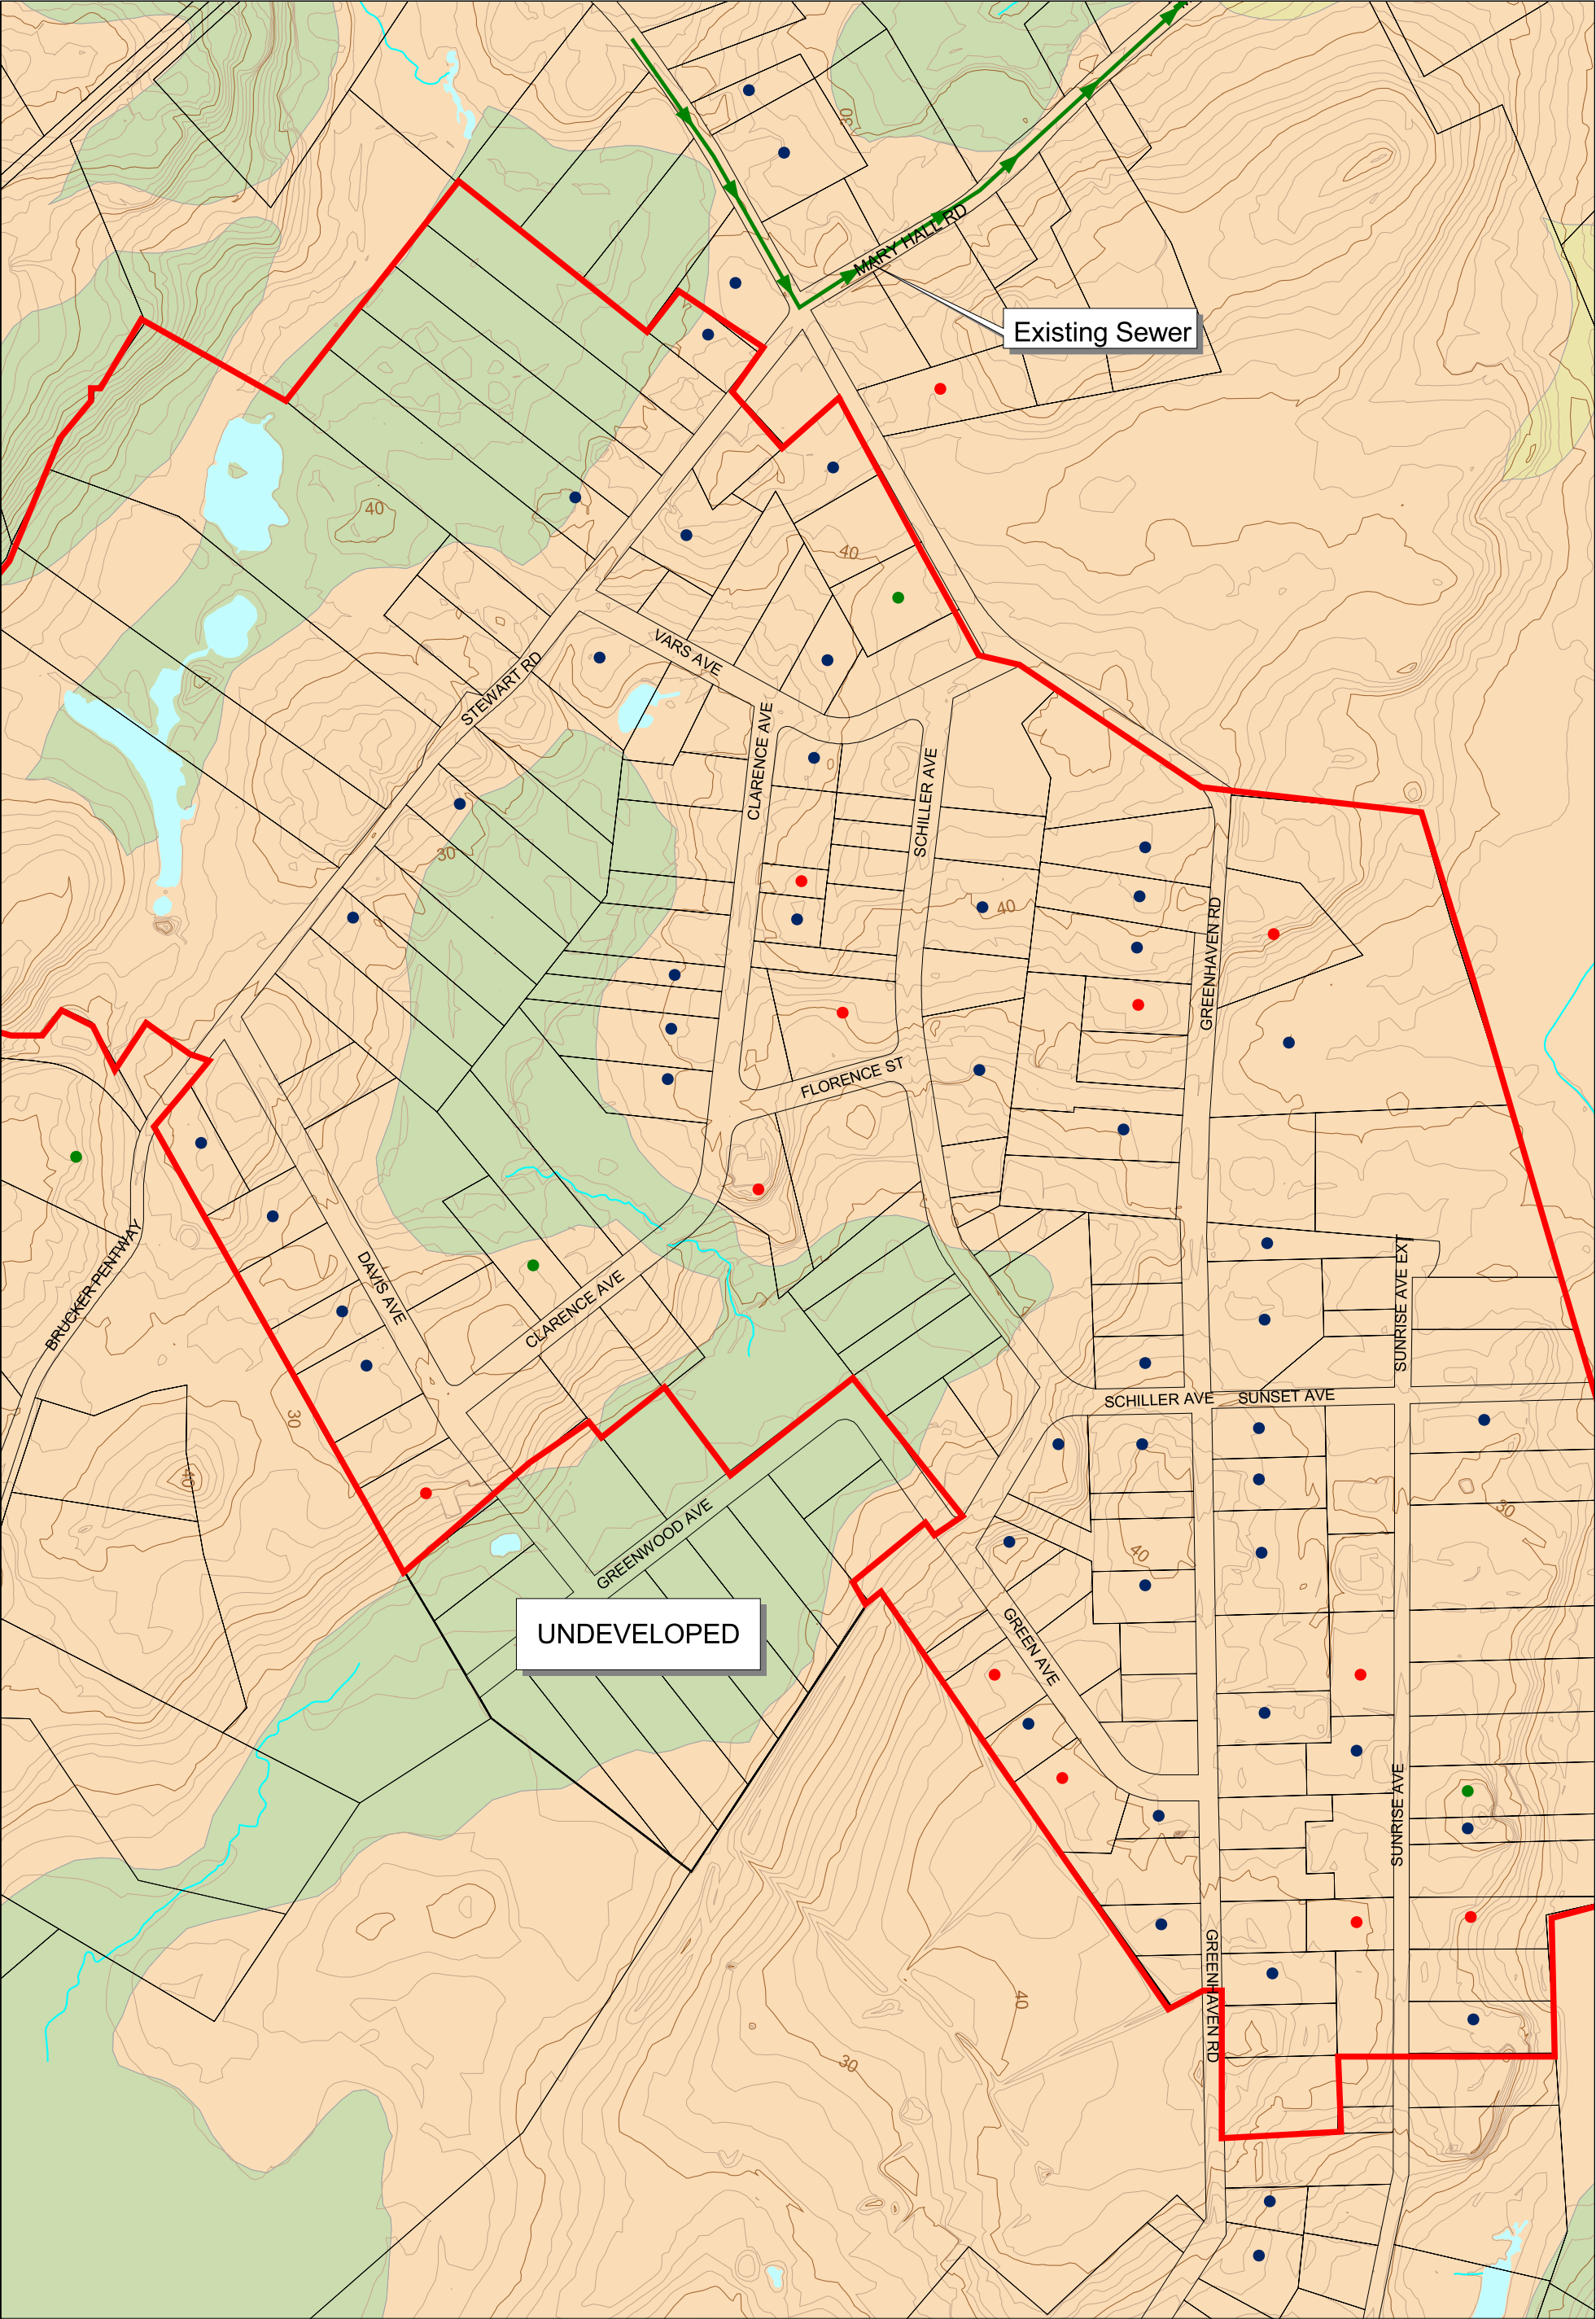 30
MARY HALL RD
Existing Sewer
40
40
VARS AVE
STEWART RD
CLARENCE AVE
SCHILLER AVE
30
40
GREENHAVEN RD
FLORENCE ST
BRUCKER PENTWAY
DAVIS AVE
CLARENCE AVE
SUNRISE AVE EXT
SCHILLER AVE
SUNSET AVE
30
40
30
40
GREENWOOD AVE
UNDEVELOPED
GREEN AVE
SUNRISE AVE
GREENHAVEN RD
40
30